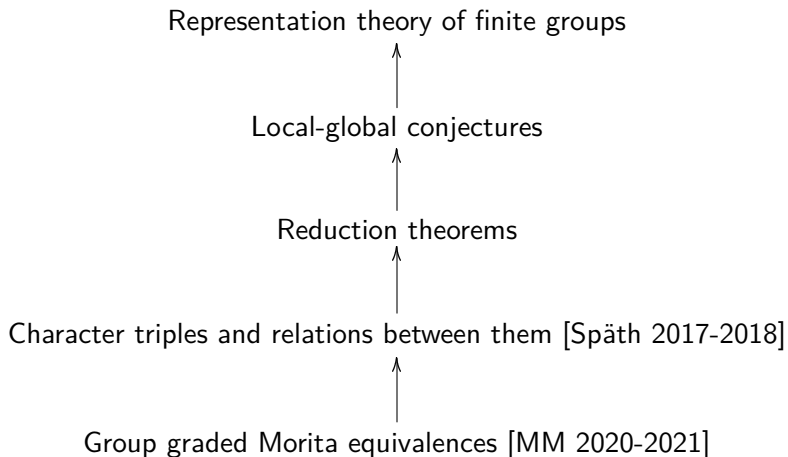 Representation theory of finite groups
Local-global conjectures
Reduction theorems
Character triples and relations between them [Späth 2017-2018]
Group graded Morita equivalences [MM 2020-2021]